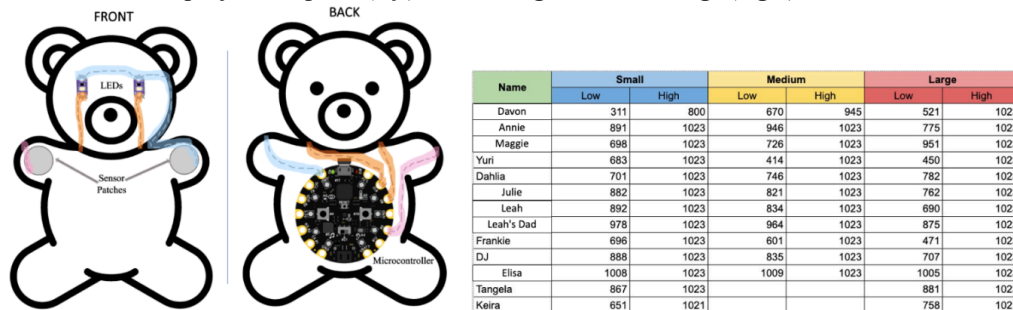 FRONT
BACK
LEDs
Sensor
Patches
Microcontroller
Name Small Medium Large
Low High Low High Low High
Davon 311 800 670 945 521 102
Annie 891 1023 946 1023 775 102
Maggie 698 1023 726 1023 951 102
Yuri 683 1023 414 1023 450 102
Dahlia 701 1023 746 1023 782 102
Julie 882 1023 821 1023 762 102
Leah 892 1023 834 1023 690 102
Leah's Dad 978 1023 964 1023 875 102
Frankie 696 1023 601 1023 471 102
DJ 888 1023 835 1023 707 102
Elisa 1008 1023 1009 1023 1005 102
Tangela 867 1023 881 102
Keira 651 1021 758 102